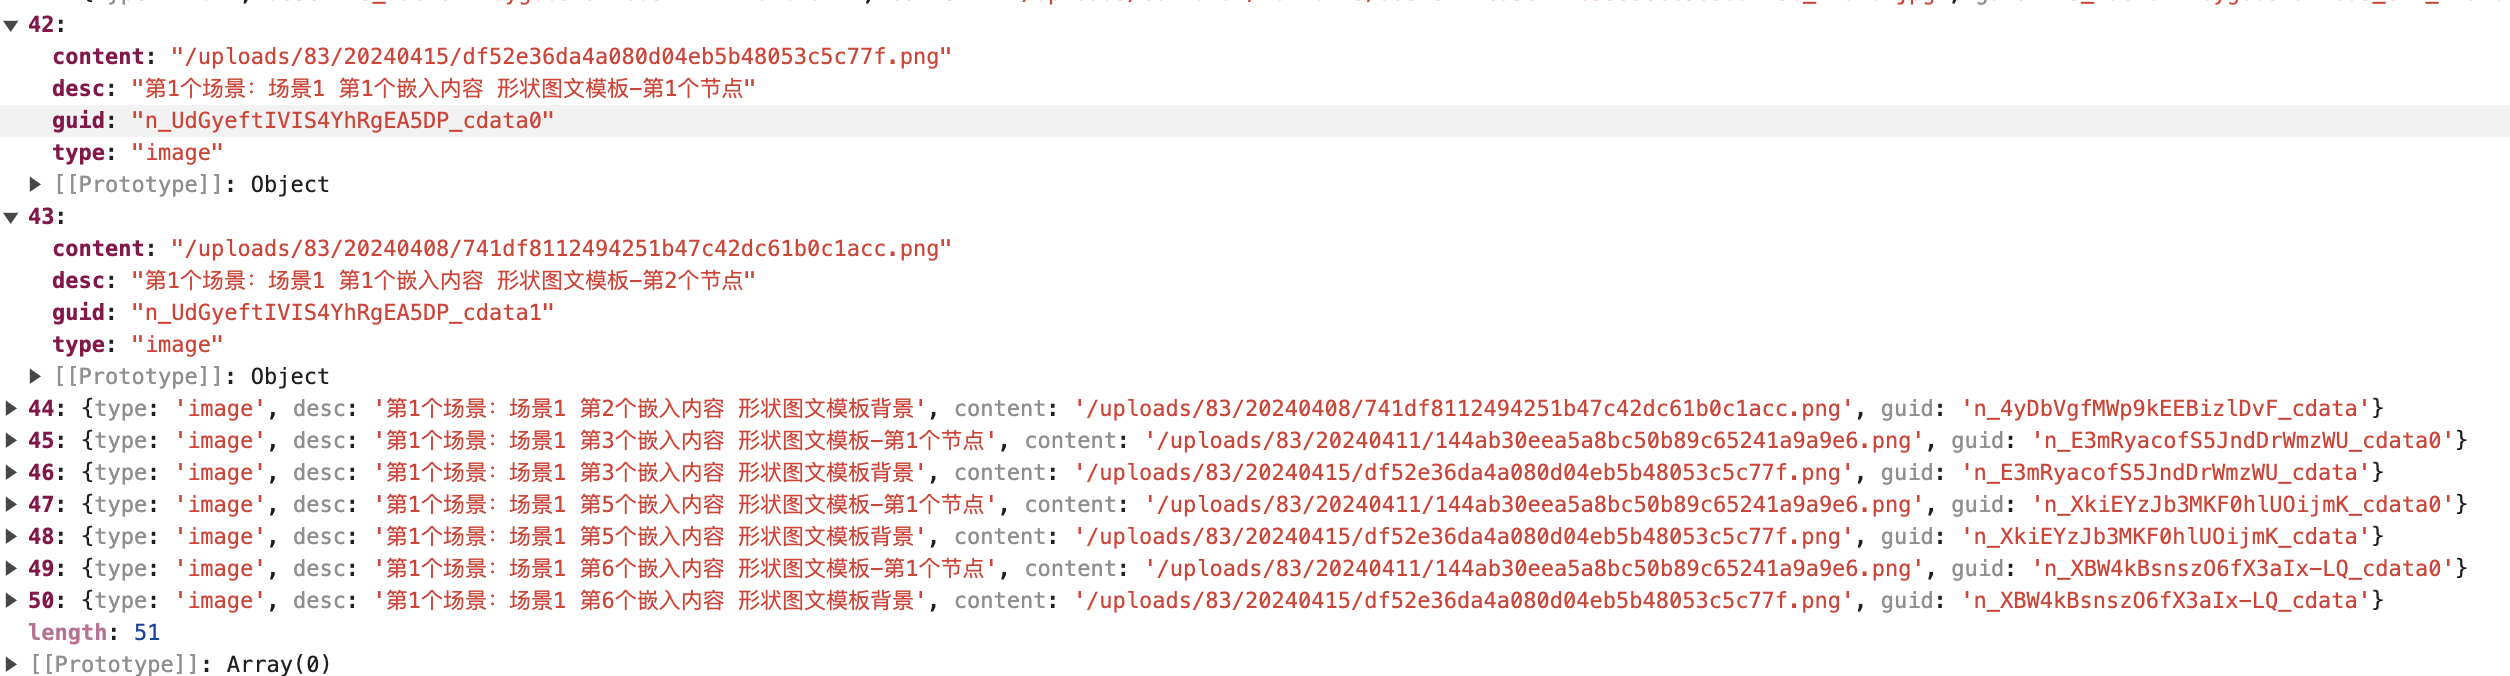 42:
content: "/uploads/83/20240415/df52e36da4a080d04eb5b48053c5c77f.png"
desc: "第1个场景：场景1 第1个嵌入内容 形状图文模板-第1个节点"
guid: "n_UdGyeftIVIS4YhRgEA5DP_cdata0"
type: "image"
[[Prototype]]: Object
43:
content: "/uploads/83/20240408/741df8112494251b47c42dc61b0c1acc.png"
desc: "第1个场景：场景1 第1个嵌入内容 形状图文模板-第2个节点"
guid: "n_UdGyeftIVIS4YhRgEA5DP_cdata1"
type: "image"
[[Prototype]]: Object
44: {type: 'image', desc: '第1个场景：场景1 第2个嵌入内容 形状图文模板背景', content: '/uploads/83/20240408/741df8112494251b47c42dc61b0c1acc.png', guid: 'n_4yDbVgfMWp9kEEBizlDvF_cdata'}
45: {type: 'image', desc: '第1个场景：场景1 第3个嵌入内容 形状图文模板-第1个节点', content: '/uploads/83/20240411/144ab30eea5a8bc50b89c65241a9a9e6.png', guid: 'n_E3mRyacofS5JndDrWmzWU_cdata0'}
46: {type: 'image', desc: '第1个场景：场景1 第3个嵌入内容 形状图文模板背景', content: '/uploads/83/20240415/df52e36da4a080d04eb5b48053c5c77f.png', guid: 'n_E3mRyacofS5JndDrWmzWU_cdata'}
47: {type: 'image', desc: '第1个场景：场景1 第5个嵌入内容 形状图文模板-第1个节点', content: '/uploads/83/20240411/144ab30eea5a8bc50b89c65241a9a9e6.png', guid: 'n_XkiEYzJb3MKF0hlUOijmK_cdata0'}
48: {type: 'image', desc: '第1个场景：场景1 第5个嵌入内容 形状图文模板背景', content: '/uploads/83/20240415/df52e36da4a080d04eb5b48053c5c77f.png', guid: 'n_XkiEYzJb3MKF0hlUOijmK_cdata'}
49: {type: 'image', desc: '第1个场景：场景1 第6个嵌入内容 形状图文模板-第1个节点', content: '/uploads/83/20240411/144ab30eea5a8bc50b89c65241a9a9e6.png', guid: 'n_XBW4kBsnszO6fX3aIx-LQ_cdata0'}
50: {type: 'image', desc: '第1个场景：场景1 第6个嵌入内容 形状图文模板背景', content: '/uploads/83/20240415/df52e36da4a080d04eb5b48053c5c77f.png', guid: 'n_XBW4kBsnszO6fX3aIx-LQ_cdata'}
length: 51
[[Prototype]]: Array(0)